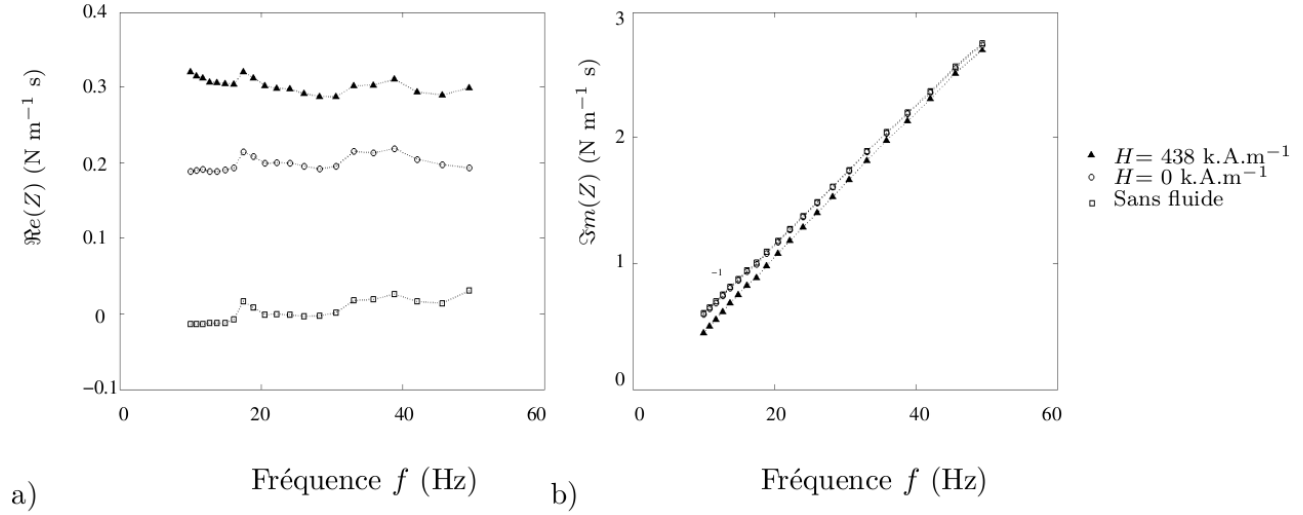 0.4
0.3
0.2
0.1
0
−0.1
0 20 40 60
ℜe(Z) (N m⁻¹ s)
Fréquence f (Hz)
a)
3
2
1
0
−1
0 20 40 60
ℑm(Z) (N m⁻¹ s)
Fréquence f (Hz)
b)
H= 438 k.A.m⁻¹
H= 0 k.A.m⁻¹
Sans fluide